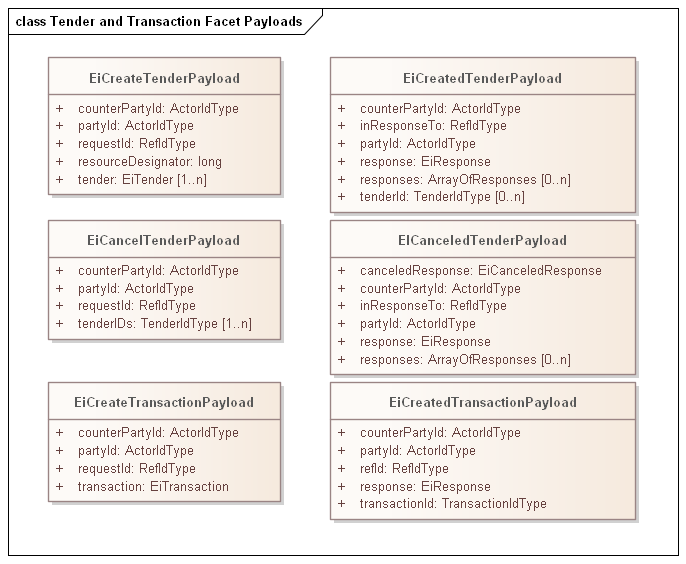 class Tender and Transaction Facet Payloads
EiCreateTenderPayload
+ counterPartyId: ActorIdType
+ partyId: ActorIdType
+ requestId: RefIdType
+ resourceDesignator: long
+ tender: EiTender [1..n]
EiCreatedTenderPayload
+ counterPartyId: ActorIdType
+ inResponseTo: RefIdType
+ partyId: ActorIdType
+ response: EiResponse
+ responses: ArrayOfResponses [0..n]
+ tenderId: TenderIdType [0..n]
EiCancelTenderPayload
+ counterPartyId: ActorIdType
+ partyId: ActorIdType
+ requestId: RefIdType
+ tenderIDs: TenderIdType [1..n]
EICanceledTenderPayload
+ canceledResponse: EiCanceledResponse
+ counterPartyId: ActorIdType
+ inResponseTo: RefIdType
+ partyId: ActorIdType
+ response: EiResponse
+ responses: ArrayOfResponses [0..n]
EiCreateTransactionPayload
+ counterPartyId: ActorIdType
+ partyId: ActorIdType
+ requestId: RefIdType
+ transaction: EiTransaction
EiCreatedTransactionPayload
+ counterPartyId: ActorIdType
+ partyId: ActorIdType
+ refId: RefIdType
+ response: EiResponse
+ transactionId: TransactionIdType